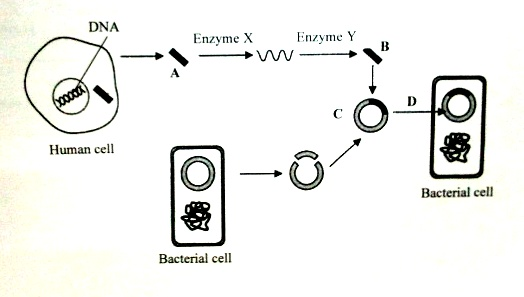 DNA
Enzyme X
Enzyme Y
B
A
C
D
Human cell
Bacterial cell
Bacterial cell